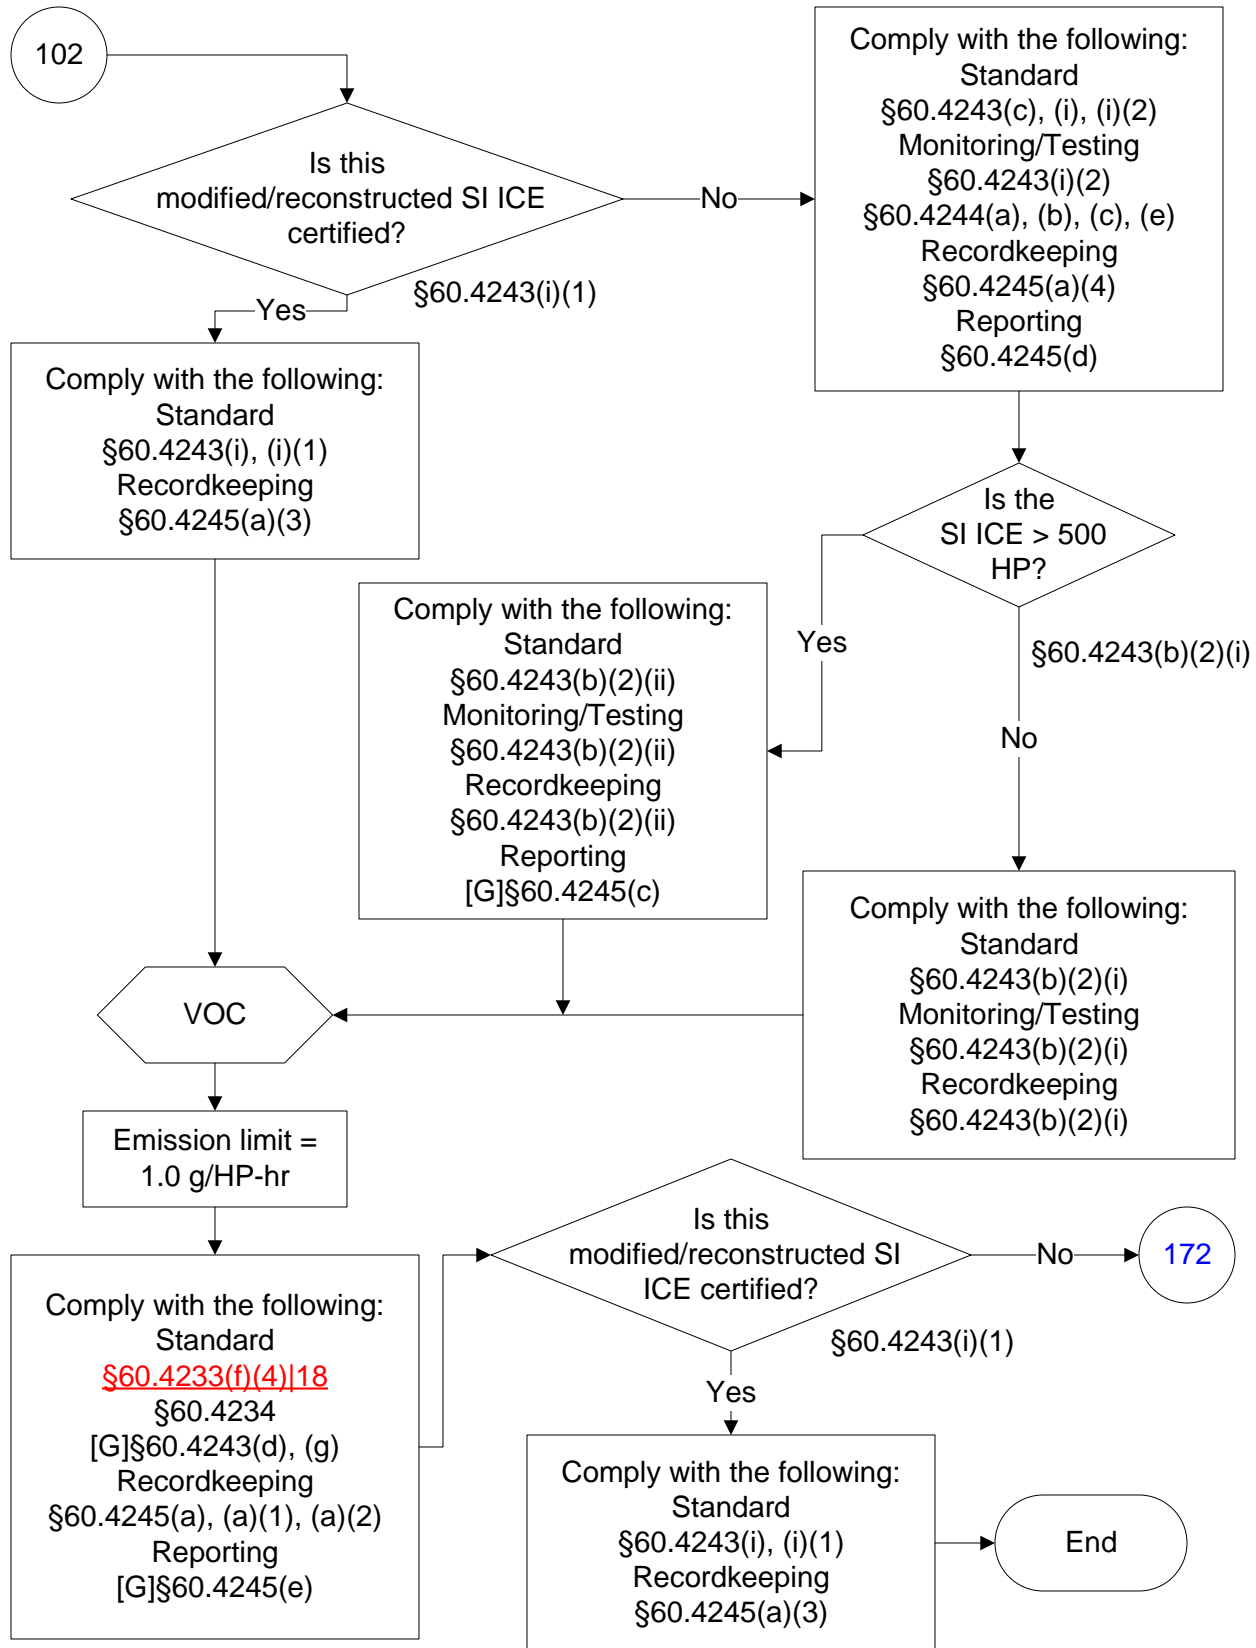 102
Is this
modified/reconstructed SI ICE
certified?
§60.4243(i)(1)
No
Comply with the following:
Standard
§60.4243(c), (i), (i)(2)
Monitoring/Testing
§60.4243(i)(2)
§60.4244(a), (b), (c), (e)
Recordkeeping
§60.4245(a)(4)
Reporting
§60.4245(d)
Yes
Comply with the following:
Standard
§60.4243(i), (i)(1)
Recordkeeping
§60.4245(a)(3)
Is the
SI ICE > 500
HP?
§60.4243(b)(2)(i)
Yes
Comply with the following:
Standard
§60.4243(b)(2)(ii)
Monitoring/Testing
§60.4243(b)(2)(ii)
Recordkeeping
§60.4243(b)(2)(ii)
Reporting
[G]§60.4245(c)
No
Comply with the following:
Standard
§60.4243(b)(2)(i)
Monitoring/Testing
§60.4243(b)(2)(i)
Recordkeeping
§60.4243(b)(2)(i)
VOC
Emission limit =
1.0 g/HP-hr
Comply with the following:
Standard
§60.4233(f)(4)|18
§60.4234
[G]§60.4243(d), (g)
Recordkeeping
§60.4245(a), (a)(1), (a)(2)
Reporting
[G]§60.4245(e)
Is this
modified/reconstructed SI
ICE certified?
§60.4243(i)(1)
No
172
Yes
Comply with the following:
Standard
§60.4243(i), (i)(1)
Recordkeeping
§60.4245(a)(3)
End